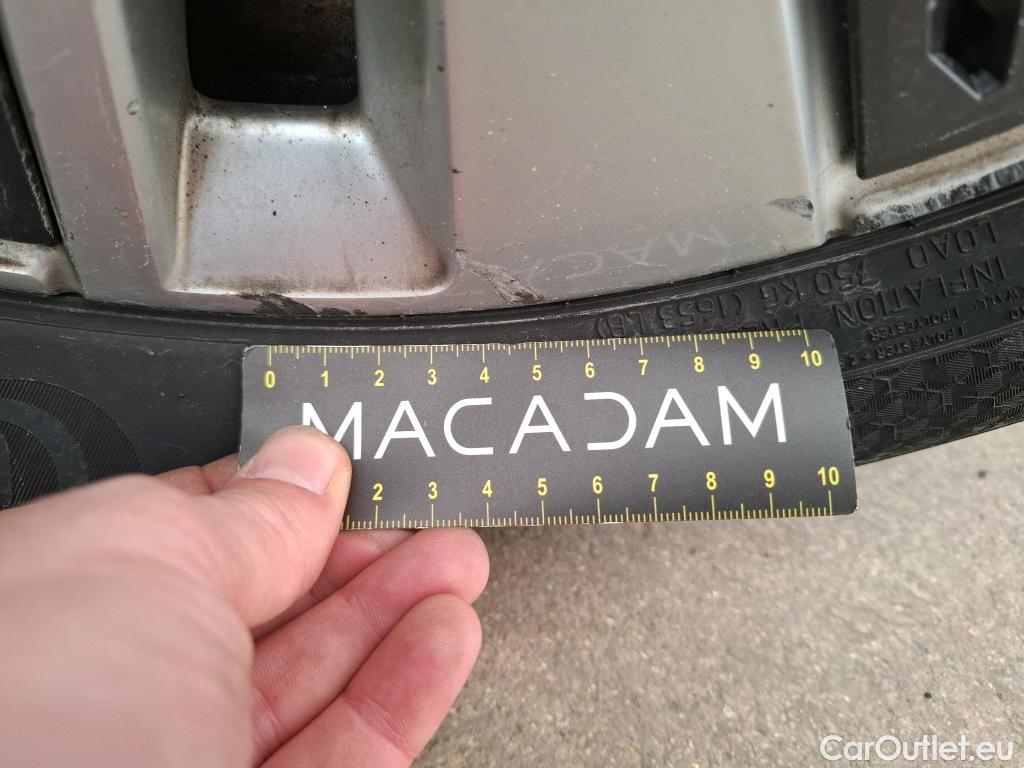 LOAD
750 KG (1653 LB)
INFLATION
0 1 2 3 4 5 6 7 8 9 10
MACADAM
2 3 4 5 6 7 8 9 10
MACA
CarOutlet.eu